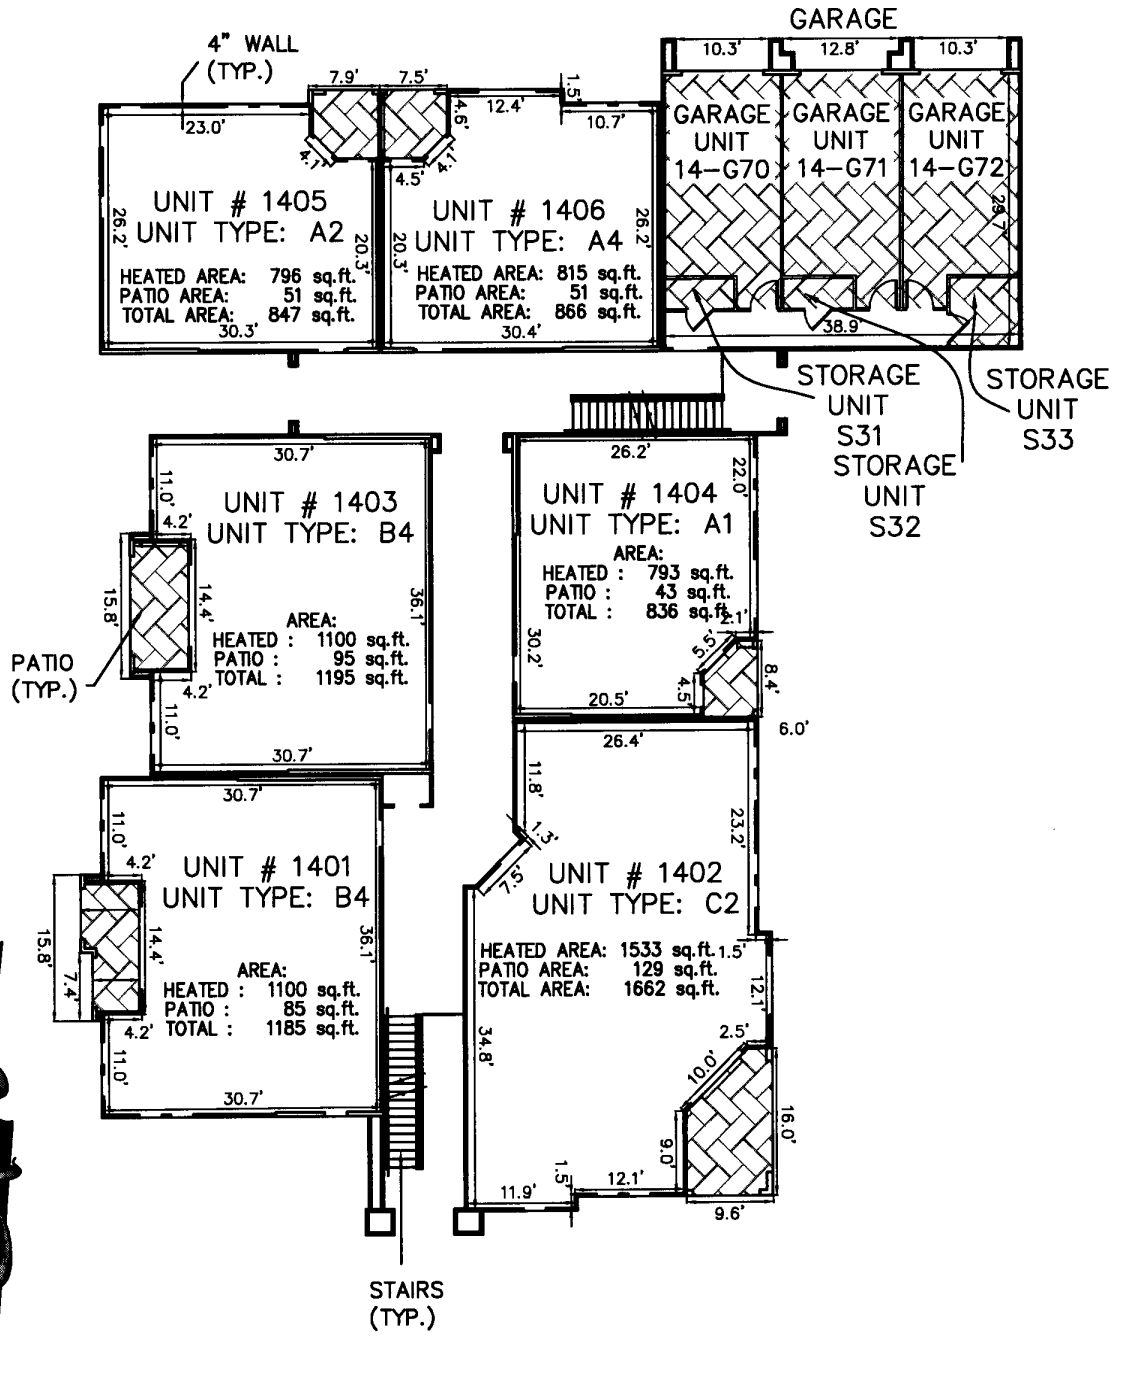 GARAGE
4" WALL
(TYP.)
10.3'
12.8'
10.3'
7.9'
7.5'
1.5'
12.4'
4.6'
10.7'
23.0'
4.1'
4.1'
4.5'
GARAGE
UNIT
14-G70
GARAGE
UNIT
14-G71
GARAGE
UNIT
14-G72
UNIT # 1405
UNIT TYPE: A2
26.2'
20.3'
HEATED AREA: 796 sq.ft.
PATIO AREA: 51 sq.ft.
TOTAL AREA: 847 sq.ft.
30.3'
UNIT # 1406
UNIT TYPE: A4
20.3'
26.2'
HEATED AREA: 815 sq.ft.
PATIO AREA: 51 sq.ft.
TOTAL AREA: 866 sq.ft.
30.4'
38.9'
STORAGE
UNIT
S31
STORAGE
UNIT
S33
STORAGE
UNIT
S32
30.7'
11.0'
UNIT # 1403
UNIT TYPE: B4
4.2'
15.8'
14.4'
36.1'
AREA:
HEATED : 1100 sq.ft.
PATIO : 95 sq.ft.
TOTAL : 1195 sq.ft.
PATIO
(TYP.)
4.2'
11.0'
30.7'
26.2'
22.0'
UNIT # 1404
UNIT TYPE: A1
AREA:
HEATED : 793 sq.ft.
PATIO : 43 sq.ft.
TOTAL : 836 sq.ft.
2.1'
30.2'
5.5'
4.5'
8.4'
20.5'
6.0'
30.7'
11.0'
UNIT # 1401
UNIT TYPE: B4
4.2'
15.8'
14.4'
7.4'
36.1'
AREA:
HEATED : 1100 sq.ft.
PATIO : 85 sq.ft.
TOTAL : 1185 sq.ft.
4.2'
11.0'
30.7'
26.4'
11.8'
23.2'
1.3'
7.5'
UNIT # 1402
UNIT TYPE: C2
HEATED AREA: 1533 sq.ft.
PATIO AREA: 129 sq.ft.
TOTAL AREA: 1662 sq.ft.
1.5'
12.1'
34.8'
2.5'
10.0'
16.0'
9.0'
1.5'
12.1'
11.9'
9.6'
STAIRS
(TYP.)